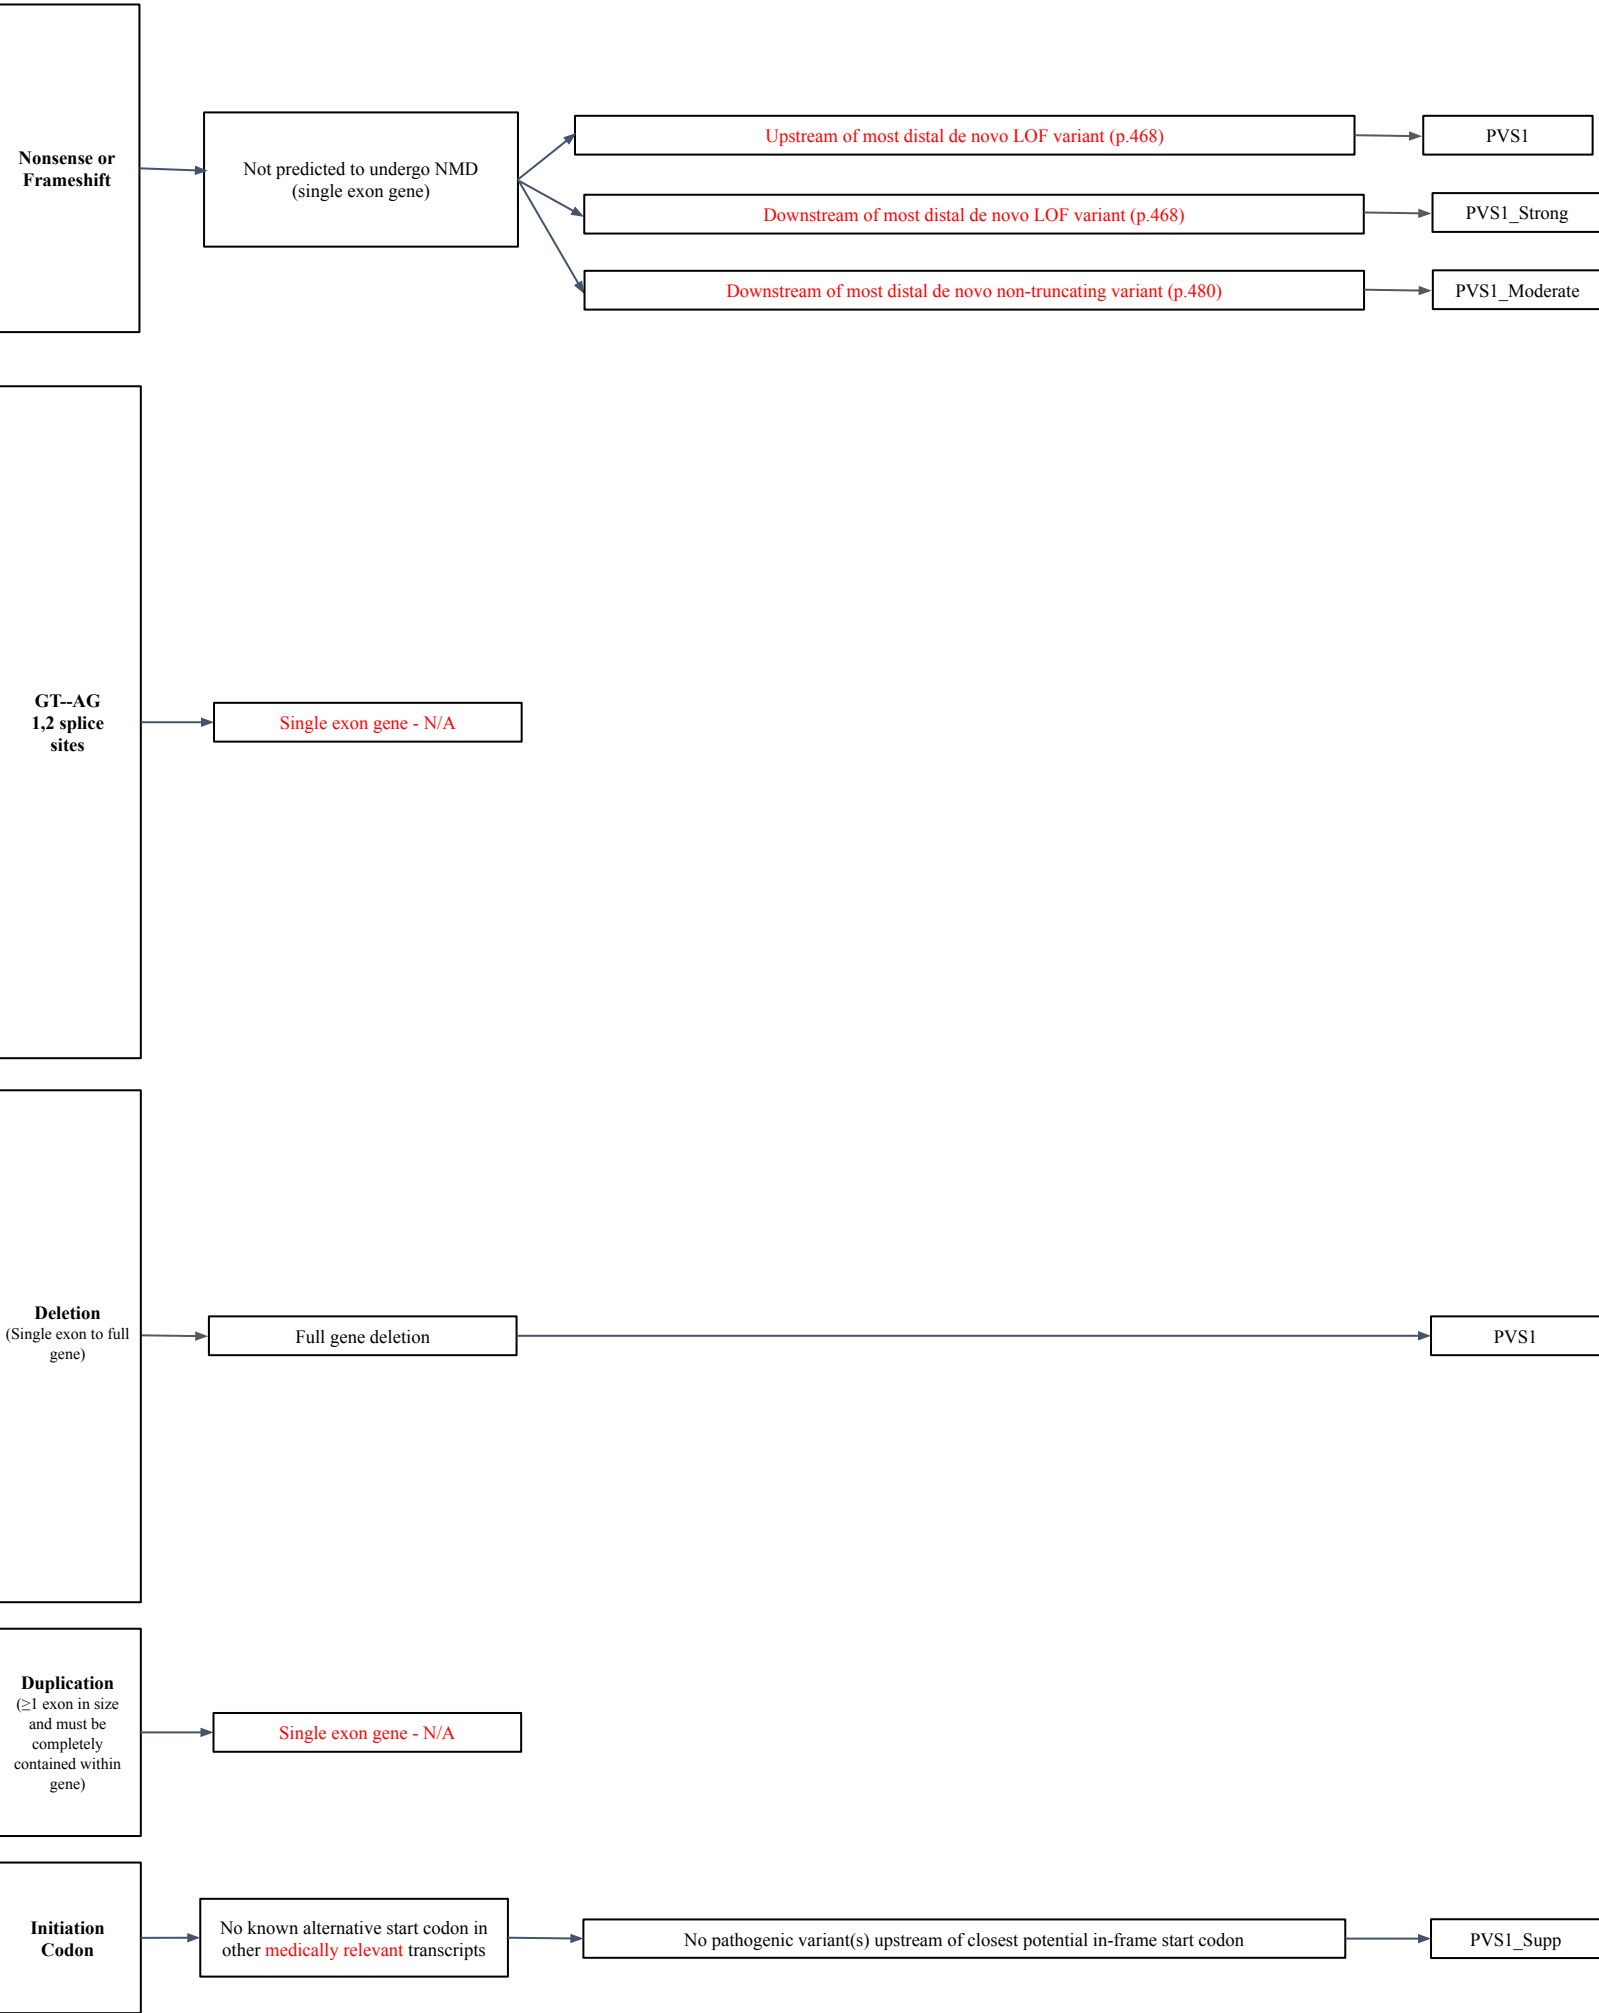 Nonsense or
Frameshift
Not predicted to undergo NMD
(single exon gene)
Upstream of most distal de novo LOF variant (p.468)
PVS1
Downstream of most distal de novo LOF variant (p.468)
PVS1_Strong
Downstream of most distal de novo non-truncating variant (p.480)
PVS1_Moderate
GT--AG
1,2 splice
sites
Single exon gene - N/A
Deletion
(Single exon to full
gene)
Full gene deletion
PVS1
Duplication
(≥1 exon in size
and must be
completely
contained within
gene)
Single exon gene - N/A
Initiation
Codon
No known alternative start codon in
other medically relevant transcripts
No pathogenic variant(s) upstream of closest potential in-frame start codon
PVS1_Supp